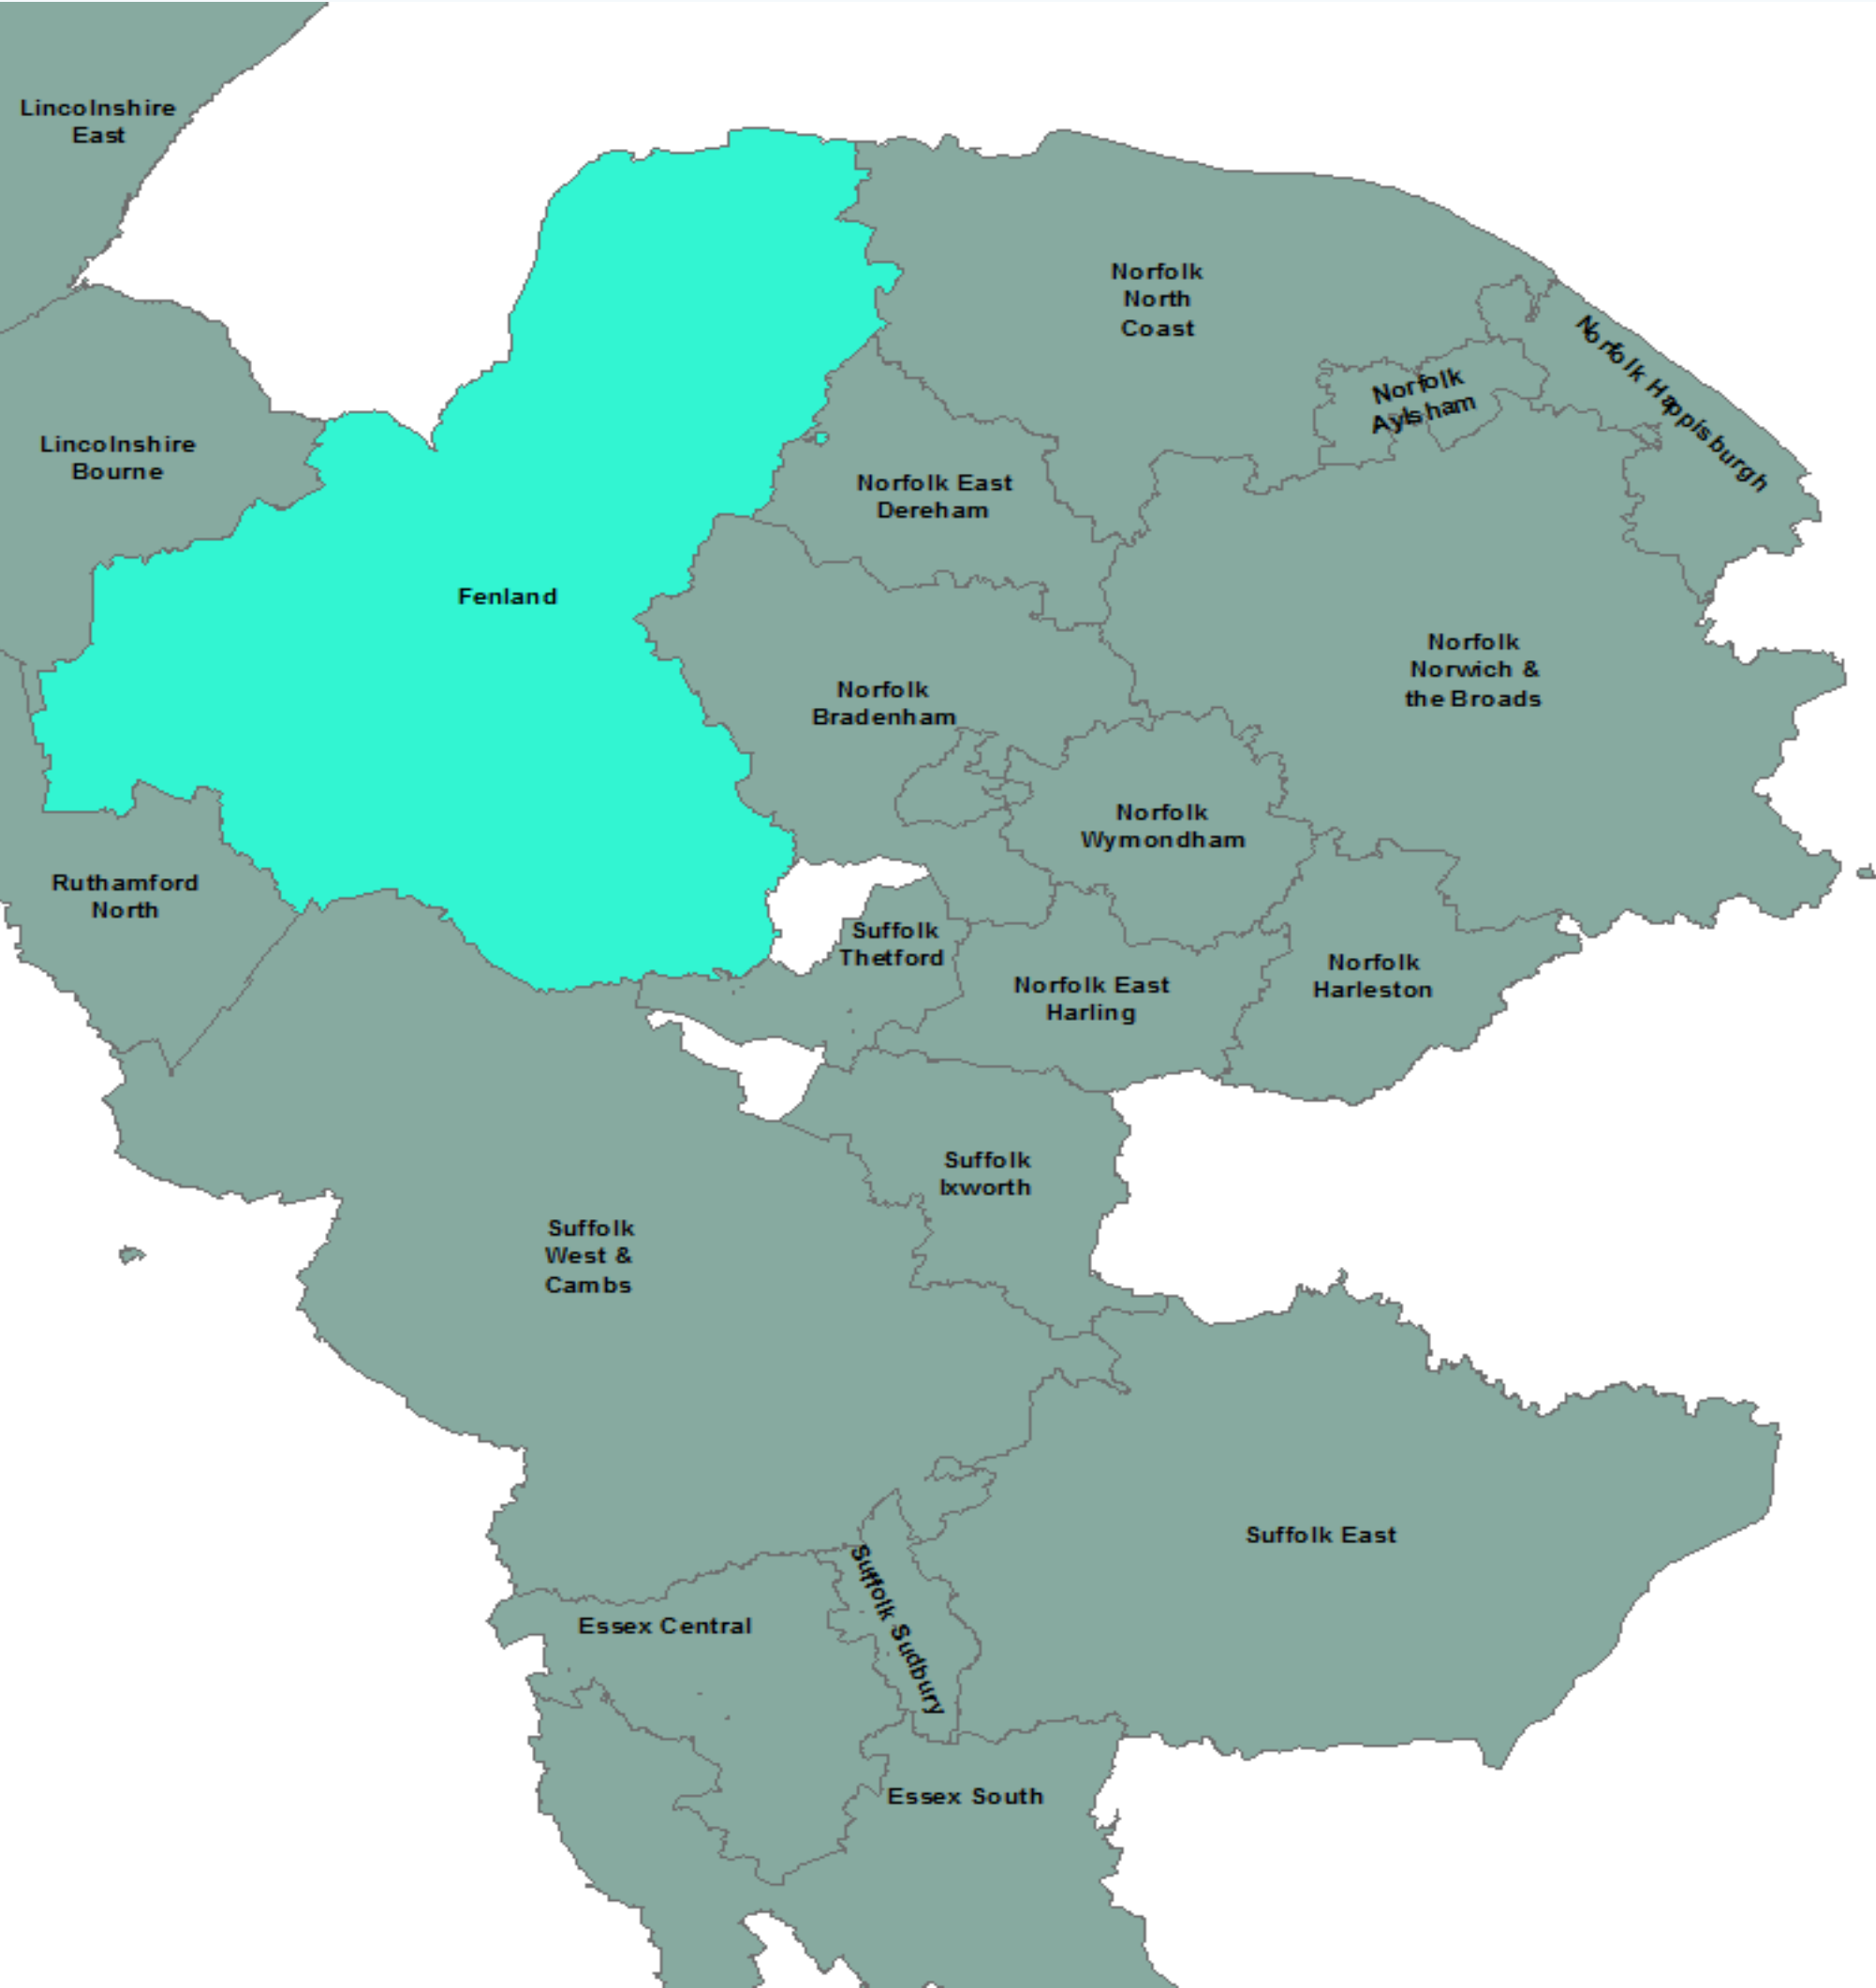 Lincolnshire
East
Norfolk
North
Coast
Norfolk Happisburgh
Norfolk
Aylsham
Lincolnshire
Bourne
Norfolk East
Dereham
Fenland
Norfolk
Norwich &
the Broads
Norfolk
Bradenham
Norfolk
Wymondham
Ruthamford
North
Suffolk
Thetford
Norfolk East
Harling
Norfolk
Harleston
Suffolk
Ixworth
Suffolk
West &
Cambs
Suffolk East
Suffolk Sudbury
Essex Central
Essex South